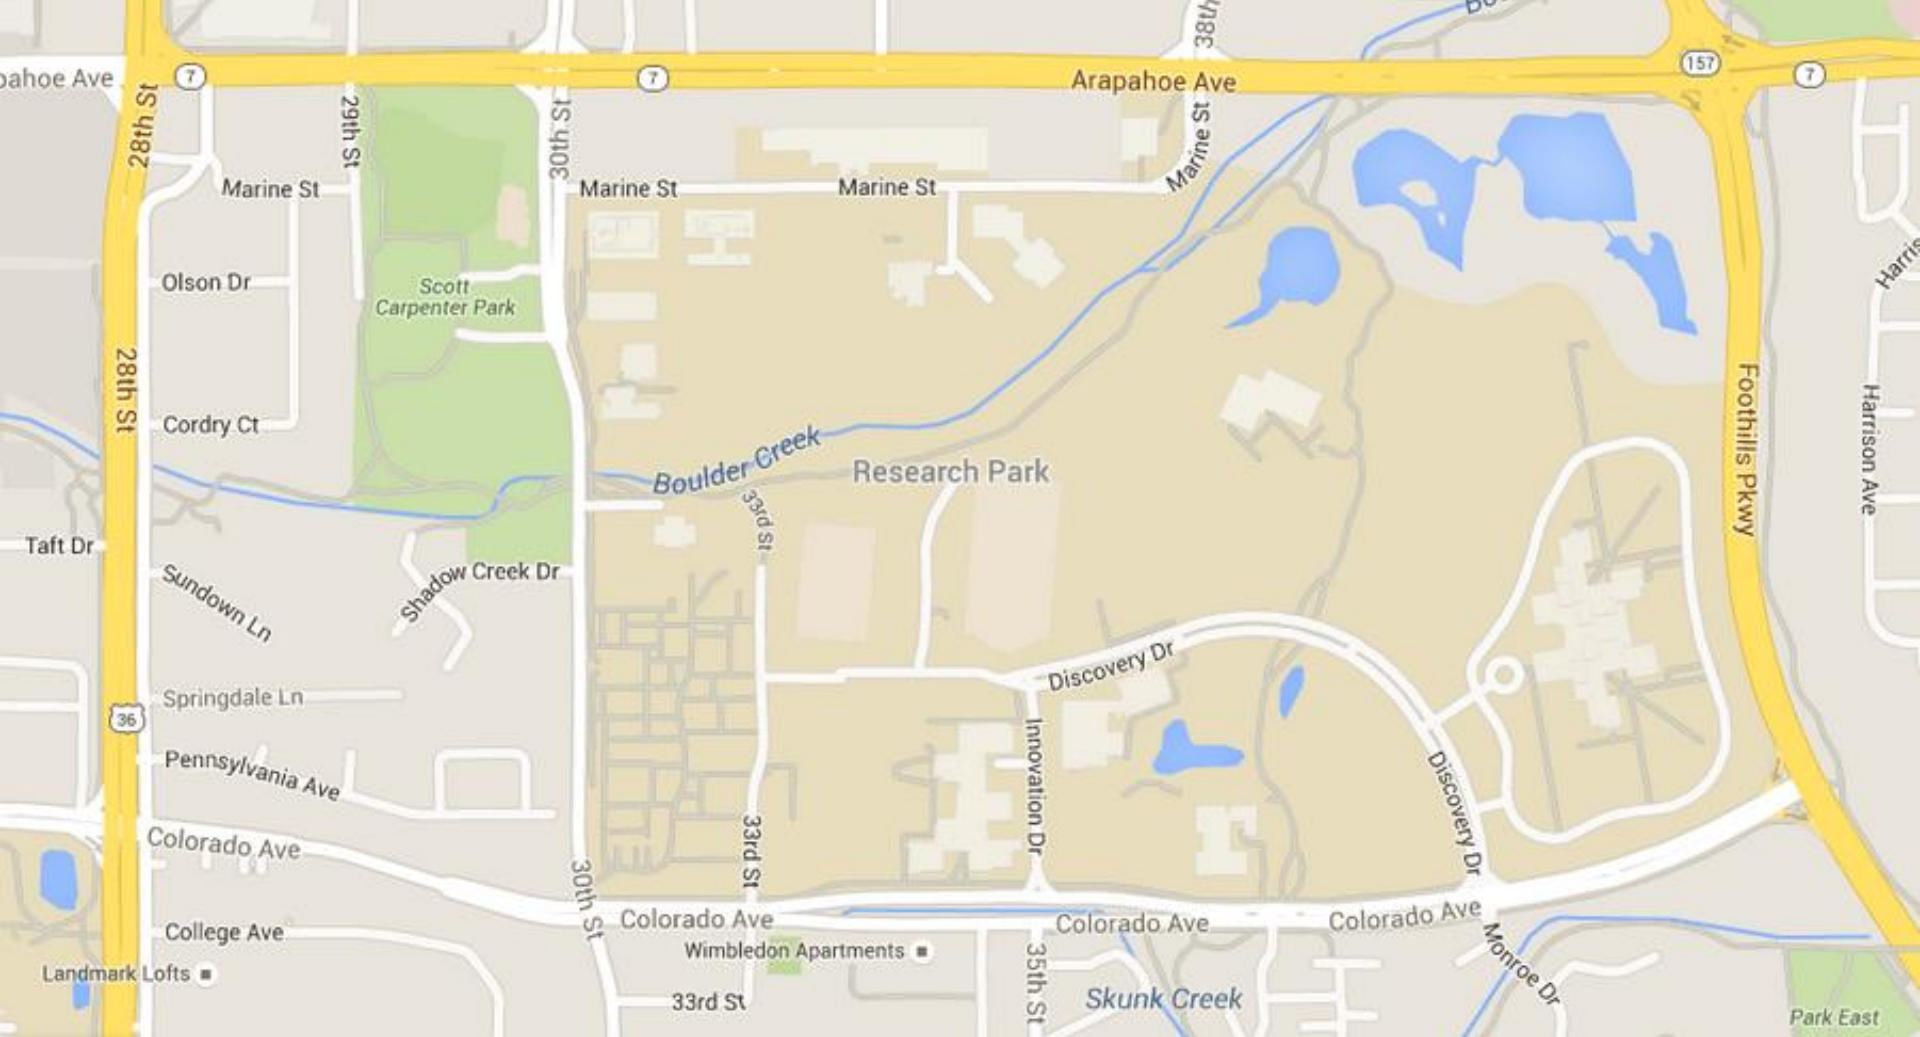 Bou
38th
157
pahoe Ave
7
7
Arapahoe Ave
7
28th St
29th St
30th St
Marine St
Marine St
Marine St
Marine St
Harris
Olson Dr
Scott
Carpenter Park
28th St
Foothills Pkwy
Harrison Ave
Cordry Ct
Boulder Creek
Research Park
33rd St
Taft Dr
Sundown Ln
Shadow Creek Dr
Discovery Dr
Springdale Ln
36
Pennsylvania Ave
Innovation Dr
Discovery Dr
Colorado Ave
33rd St
30th St
Colorado Ave
Colorado Ave
Colorado Ave
College Ave
Wimbledon Apartments
35th St
Monroe Dr
Landmark Lofts
33rd St
Skunk Creek
Park East